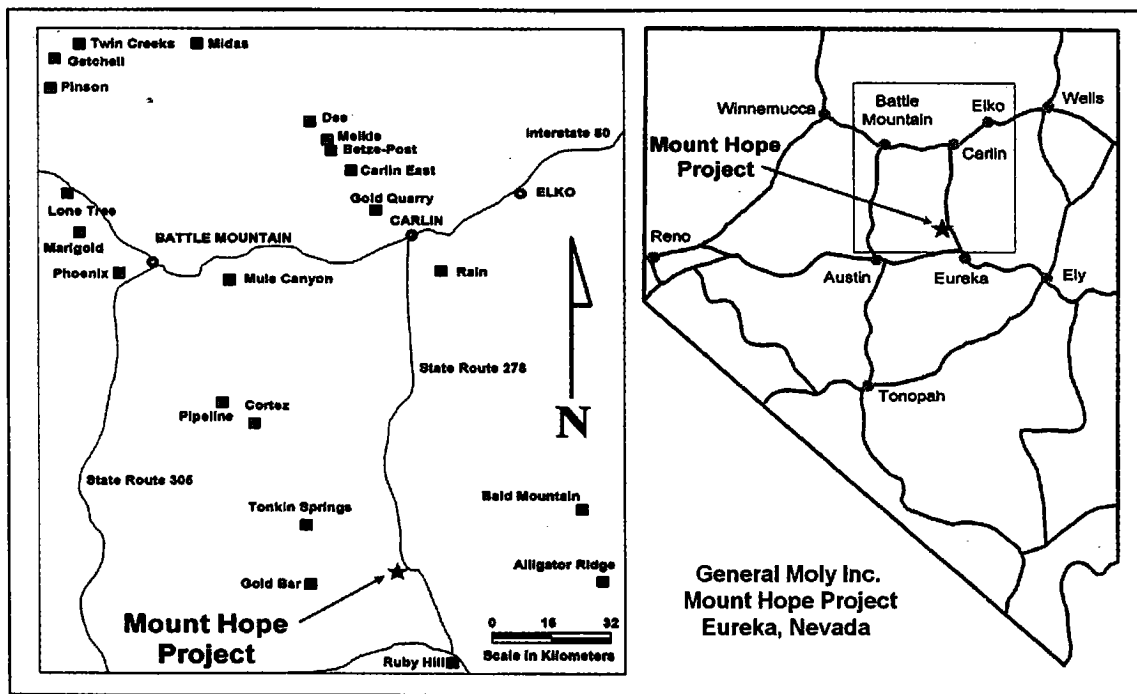 Twin Creeks
Midas
Getchell
Pinson
Dee
Meikle
Betze-Post
Carlin East
Gold Quarry
Interstate 80
ELKO
CARLIN
Lone Tree
Marigold
BATTLE MOUNTAIN
Phoenix
Mule Canyon
Rain
State Route 278
Pipeline
Cortez
N
State Route 305
Tonkin Springs
Bald Mountain
Gold Bar
Alligator Ridge
Mount Hope
Project
0 16 32
Scale in Kilometers
Ruby Hill
Winnemucca
Battle
Mountain
Elko
Wells
Mount Hope
Project
Carlin
Reno
Austin
Eureka
Ely
Tonopah
General Moly Inc.
Mount Hope Project
Eureka, Nevada